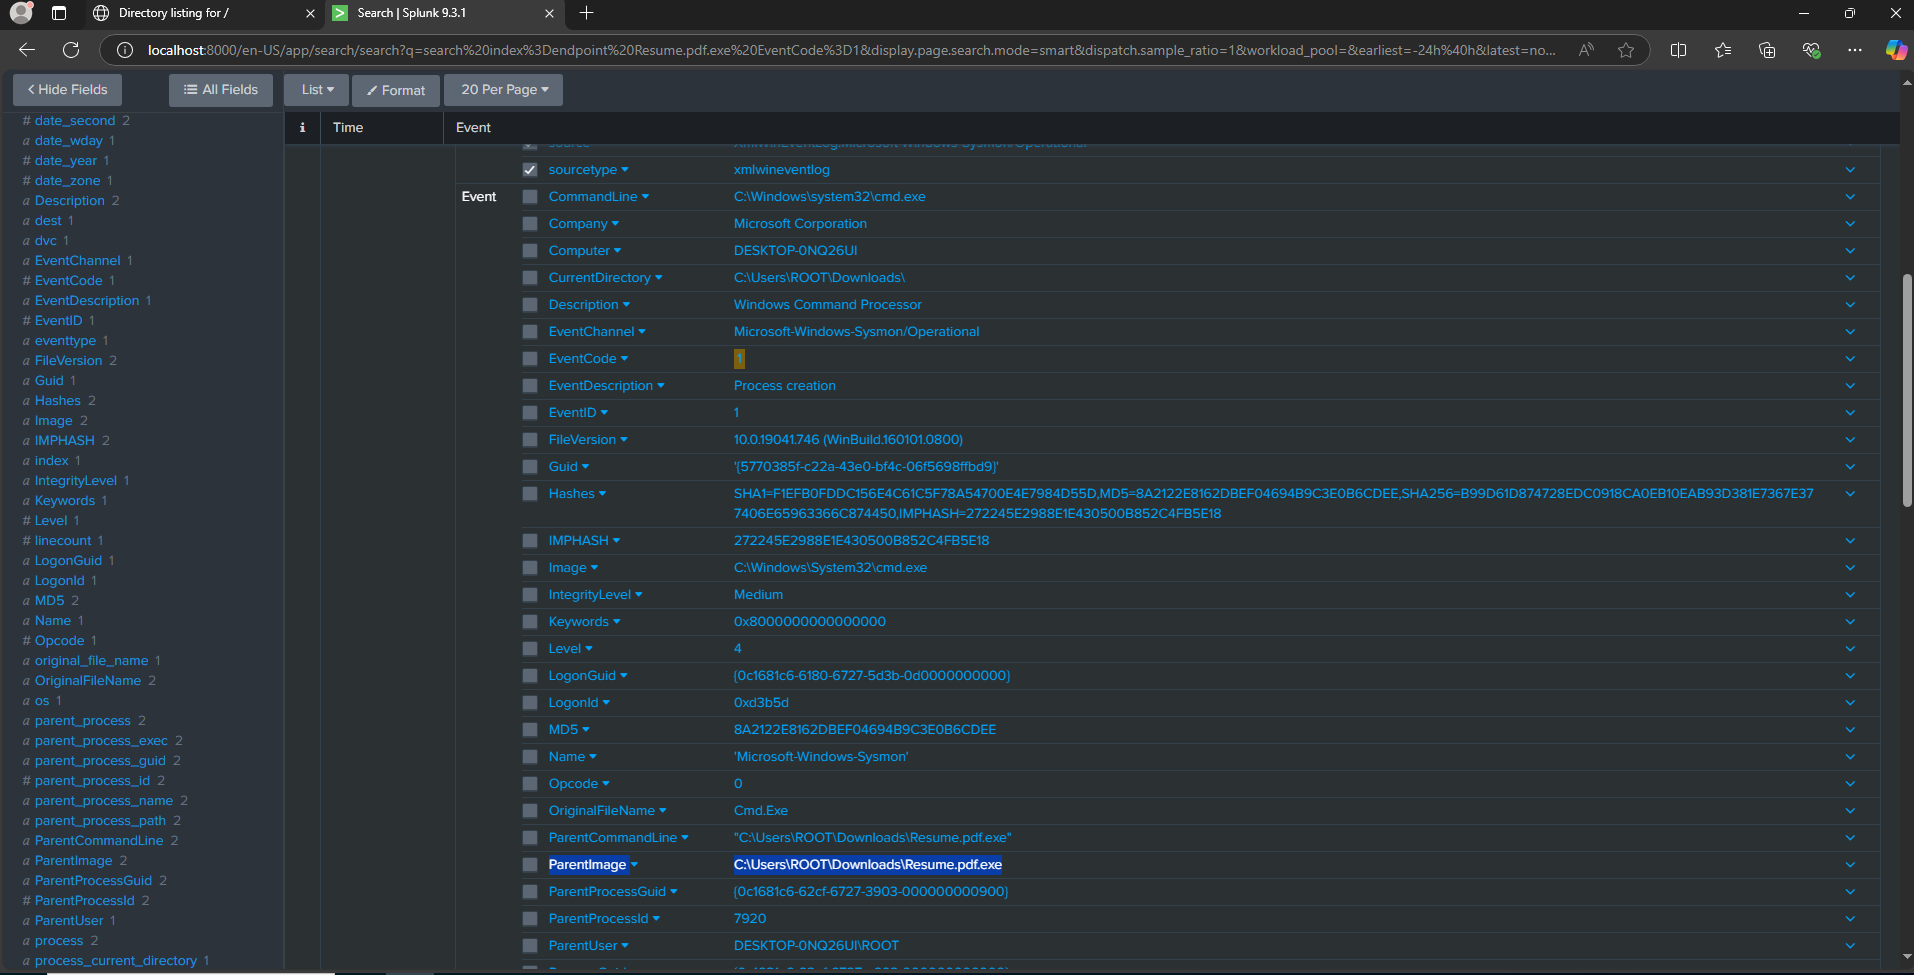 Directory listing for /
Search | Splunk 9.3.1
localhost:8000/en-US/app/search/search?q=search%20index%3Dendpoint%20Resume.pdf.exe%20EventCode%3D1&display.page.search.mode=smart&dispatch.sample_ratio=1&workload_pool=&earliest=-24h%40h&latest=no...
Hide Fields
All Fields
List
Format
20 Per Page
i
Time
Event
# date_second 2
a date_wday 1
# date_year 1
# date_zone 1
a Description 2
a dest 1
a dvc 1
a EventChannel 1
# EventCode 1
a EventDescription 1
# EventID 1
a eventtype 1
a FileVersion 2
a Guid 1
a Hashes 2
a Image 2
a IMPHASH 2
a index 1
a IntegrityLevel 1
a Keywords 1
# Level 1
# linecount 1
a LogonGuid 1
a LogonId 1
a MD5 2
a Name 1
# Opcode 1
a original_file_name 1
a OriginalFileName 2
a os 1
a parent_process 2
a parent_process_exec 2
a parent_process_guid 2
# parent_process_id 2
a parent_process_name 2
a parent_process_path 2
a ParentCommandLine 2
a ParentImage 2
a ParentProcessGuid 2
# ParentProcessId 2
a ParentUser 1
a process 2
a process_current_directory 1
sourcetype xmlwineventlog
Event
CommandLine C:\Windows\system32\cmd.exe
Company Microsoft Corporation
Computer DESKTOP-0NQ26UI
CurrentDirectory C:\Users\ROOT\Downloads\
Description Windows Command Processor
EventChannel Microsoft-Windows-Sysmon/Operational
EventCode 1
EventDescription Process creation
EventID 1
FileVersion 10.0.19041.746 (WinBuild.160101.0800)
Guid '{5770385f-c22a-43e0-bf4c-06f5698ffbd9}'
Hashes SHA1=F1EFB0FDDC156E4C61C5F78A54700E4E7984D55D,MD5=8A2122E8162DBEF04694B9C3E0B6CDEE,SHA256=B99D61D874728EDC0918CA0EB10EAB93D381E7367E37
7406E65963366C874450,IMPHASH=272245E2988E1E430500B852C4FB5E18
IMPHASH 272245E2988E1E430500B852C4FB5E18
Image C:\Windows\System32\cmd.exe
IntegrityLevel Medium
Keywords 0x8000000000000000
Level 4
LogonGuid {0c1681c6-6180-6727-5d3b-0d0000000000}
LogonId 0xd3b5d
MD5 8A2122E8162DBEF04694B9C3E0B6CDEE
Name 'Microsoft-Windows-Sysmon'
Opcode 0
OriginalFileName Cmd.Exe
ParentCommandLine "C:\Users\ROOT\Downloads\Resume.pdf.exe"
ParentImage C:\Users\ROOT\Downloads\Resume.pdf.exe
ParentProcessGuid {0c1681c6-62cf-6727-3903-000000000900}
ParentProcessId 7920
ParentUser DESKTOP-0NQ26UI\ROOT